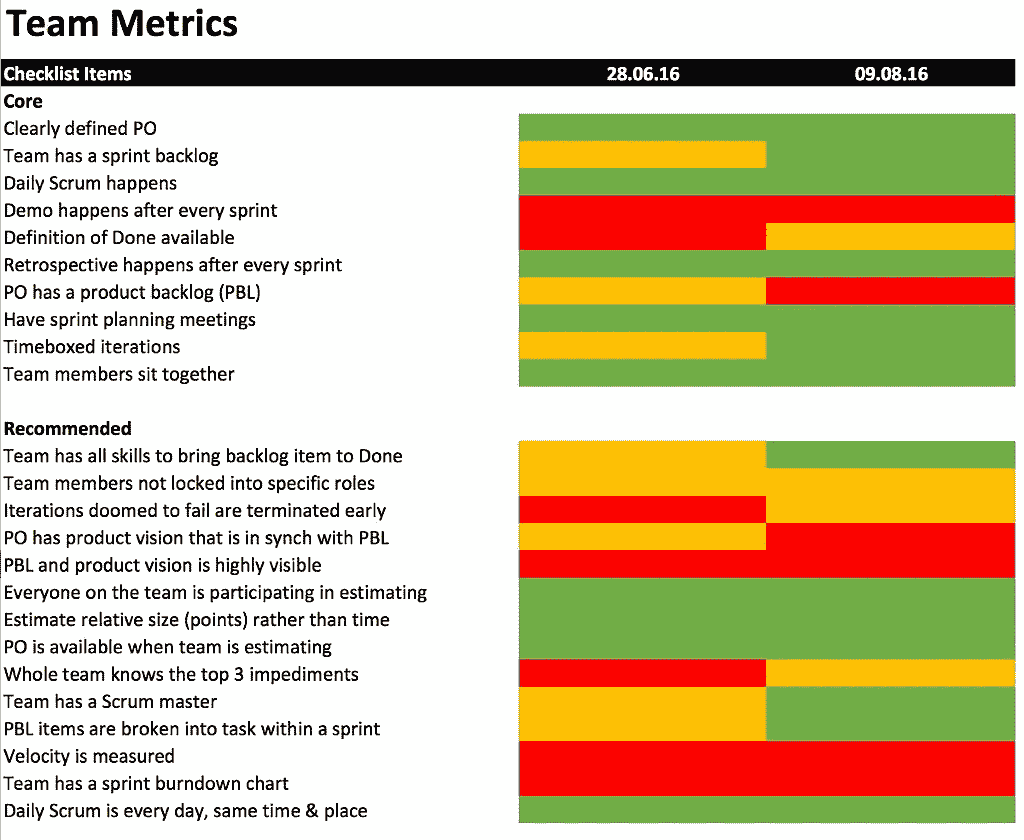 Team Metrics
Checklist Items 28.06.16 09.08.16
Core
Clearly defined PO
Team has a sprint backlog
Daily Scrum happens
Demo happens after every sprint
Definition of Done available
Retrospective happens after every sprint
PO has a product backlog (PBL)
Have sprint planning meetings
Timeboxed iterations
Team members sit together
Recommended
Team has all skills to bring backlog item to Done
Team members not locked into specific roles
Iterations doomed to fail are terminated early
PO has product vision that is in synch with PBL
PBL and product vision is highly visible
Everyone on the team is participating in estimating
Estimate relative size (points) rather than time
PO is available when team is estimating
Whole team knows the top 3 impediments
Team has a Scrum master
PBL items are broken into task within a sprint
Velocity is measured
Team has a sprint burndown chart
Daily Scrum is every day, same time & place